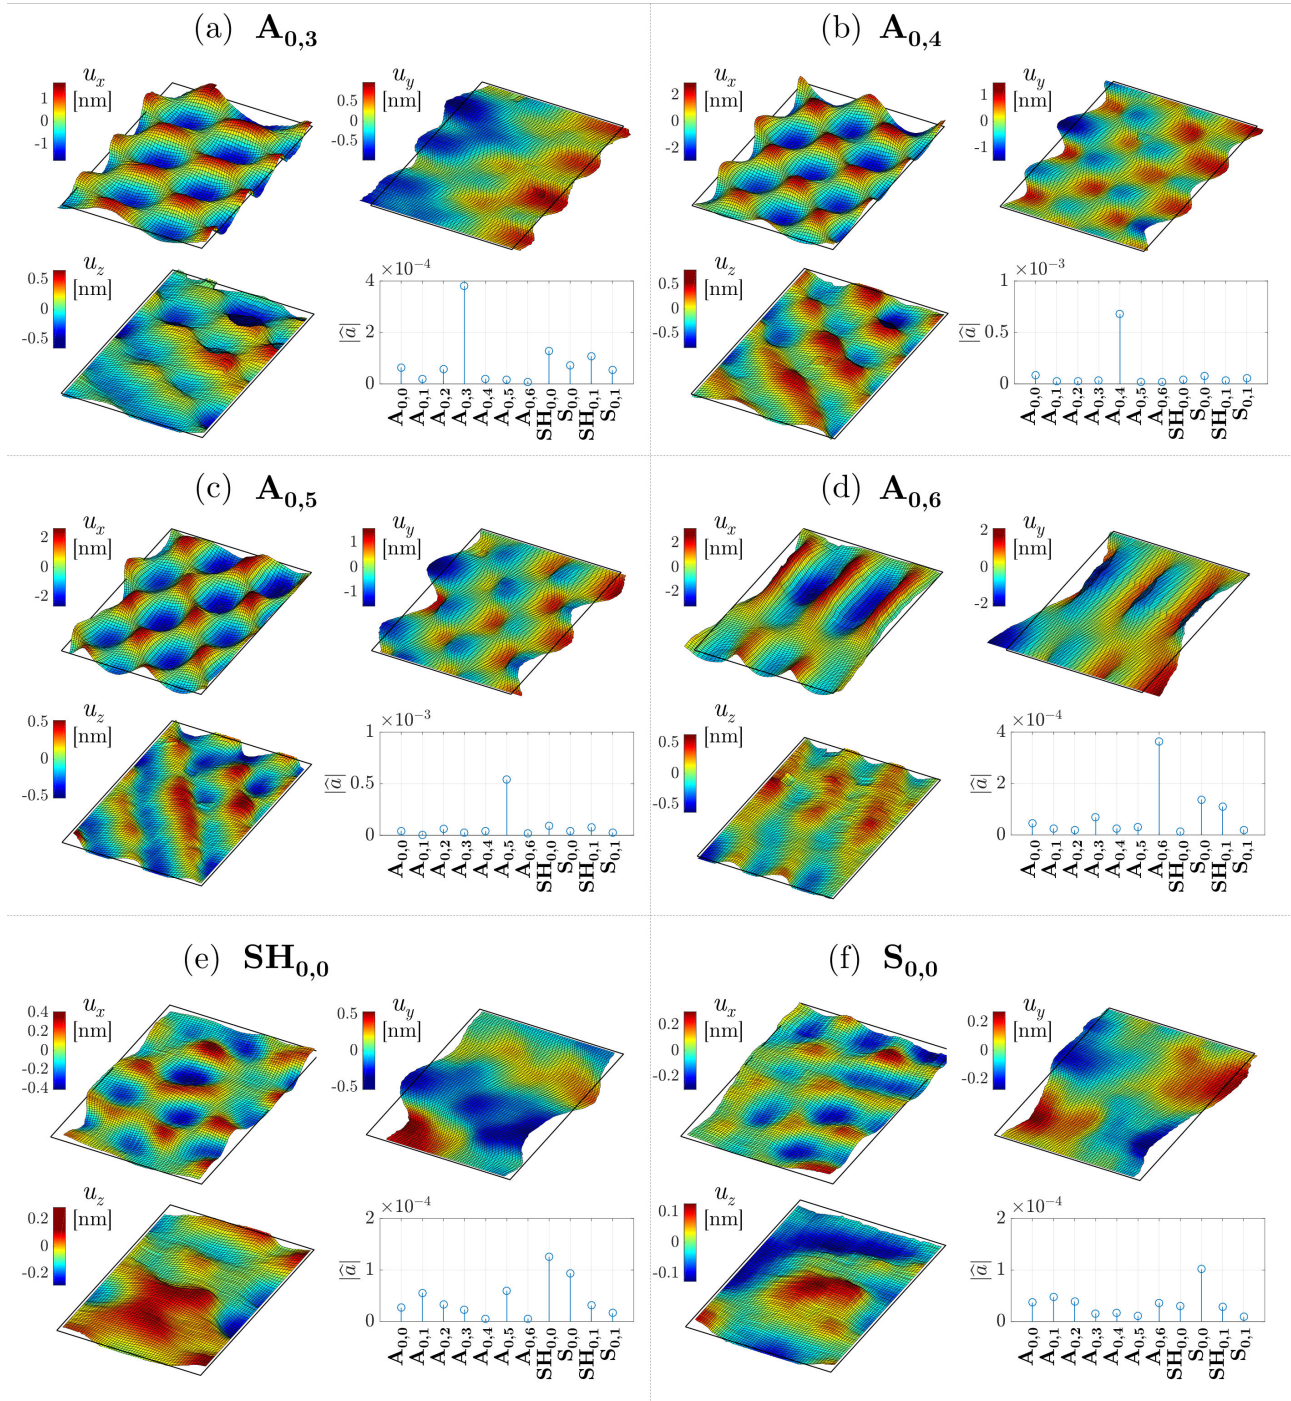 (a) A0,3
ux [nm]
1
0
-1
uy [nm]
0.5
0
-0.5
uz [nm]
0.5
0
-0.5
×10−4
4
2
0
|â|
A0,0 A0,1 A0,2 A0,3 A0,4 A0,5 A0,6 SH0,0 S0,0 SH0,1 S0,1
(b) A0,4
ux [nm]
2
0
-2
uy [nm]
1
0
-1
uz [nm]
0.5
0
-0.5
×10−3
1
0.5
0
|â|
A0,0 A0,1 A0,2 A0,3 A0,4 A0,5 A0,6 SH0,0 S0,0 SH0,1 S0,1
(c) A0,5
ux [nm]
2
0
-2
uy [nm]
1
0
-1
uz [nm]
0.5
0
-0.5
×10−3
1
0.5
0
|â|
A0,0 A0,1 A0,2 A0,3 A0,4 A0,5 A0,6 SH0,0 S0,0 SH0,1 S0,1
(d) A0,6
ux [nm]
2
0
-2
uy [nm]
2
0
-2
uz [nm]
0.5
0
-0.5
×10−4
4
2
0
|â|
A0,0 A0,1 A0,2 A0,3 A0,4 A0,5 A0,6 SH0,0 S0,0 SH0,1 S0,1
(e) SH0,0
ux [nm]
0.4
0.2
0
-0.2
-0.4
uy [nm]
0.5
0
-0.5
uz [nm]
0.2
0
-0.2
×10−4
2
1
0
|â|
A0,0 A0,1 A0,2 A0,3 A0,4 A0,5 A0,6 SH0,0 S0,0 SH0,1 S0,1
(f) S0,0
ux [nm]
0.2
0
-0.2
uy [nm]
0.2
0
-0.2
uz [nm]
0.1
0
-0.1
×10−4
2
1
0
|â|
A0,0 A0,1 A0,2 A0,3 A0,4 A0,5 A0,6 SH0,0 S0,0 SH0,1 S0,1